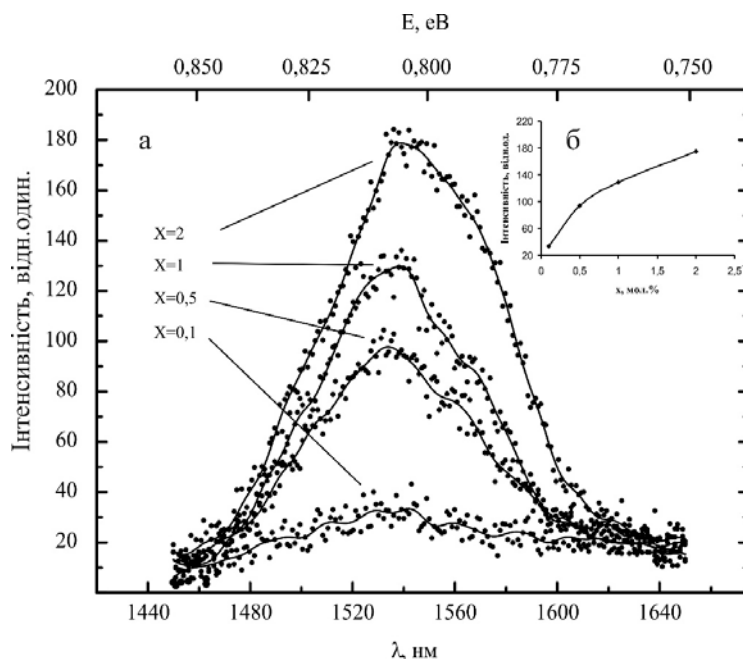 E, еВ
0,850 0,825 0,800 0,775 0,750
200
180
160
140
120
100
80
60
40
20
Інтенсивність, відн.один.
а
X=2
X=1
X=0,5
X=0,1
б
220
180
140
100
60
20
Інтенсивність, відн.од.
0 0,5 1 1,5 2 2,5
x, мол.%
1440 1480 1520 1560 1600 1640
λ, нм